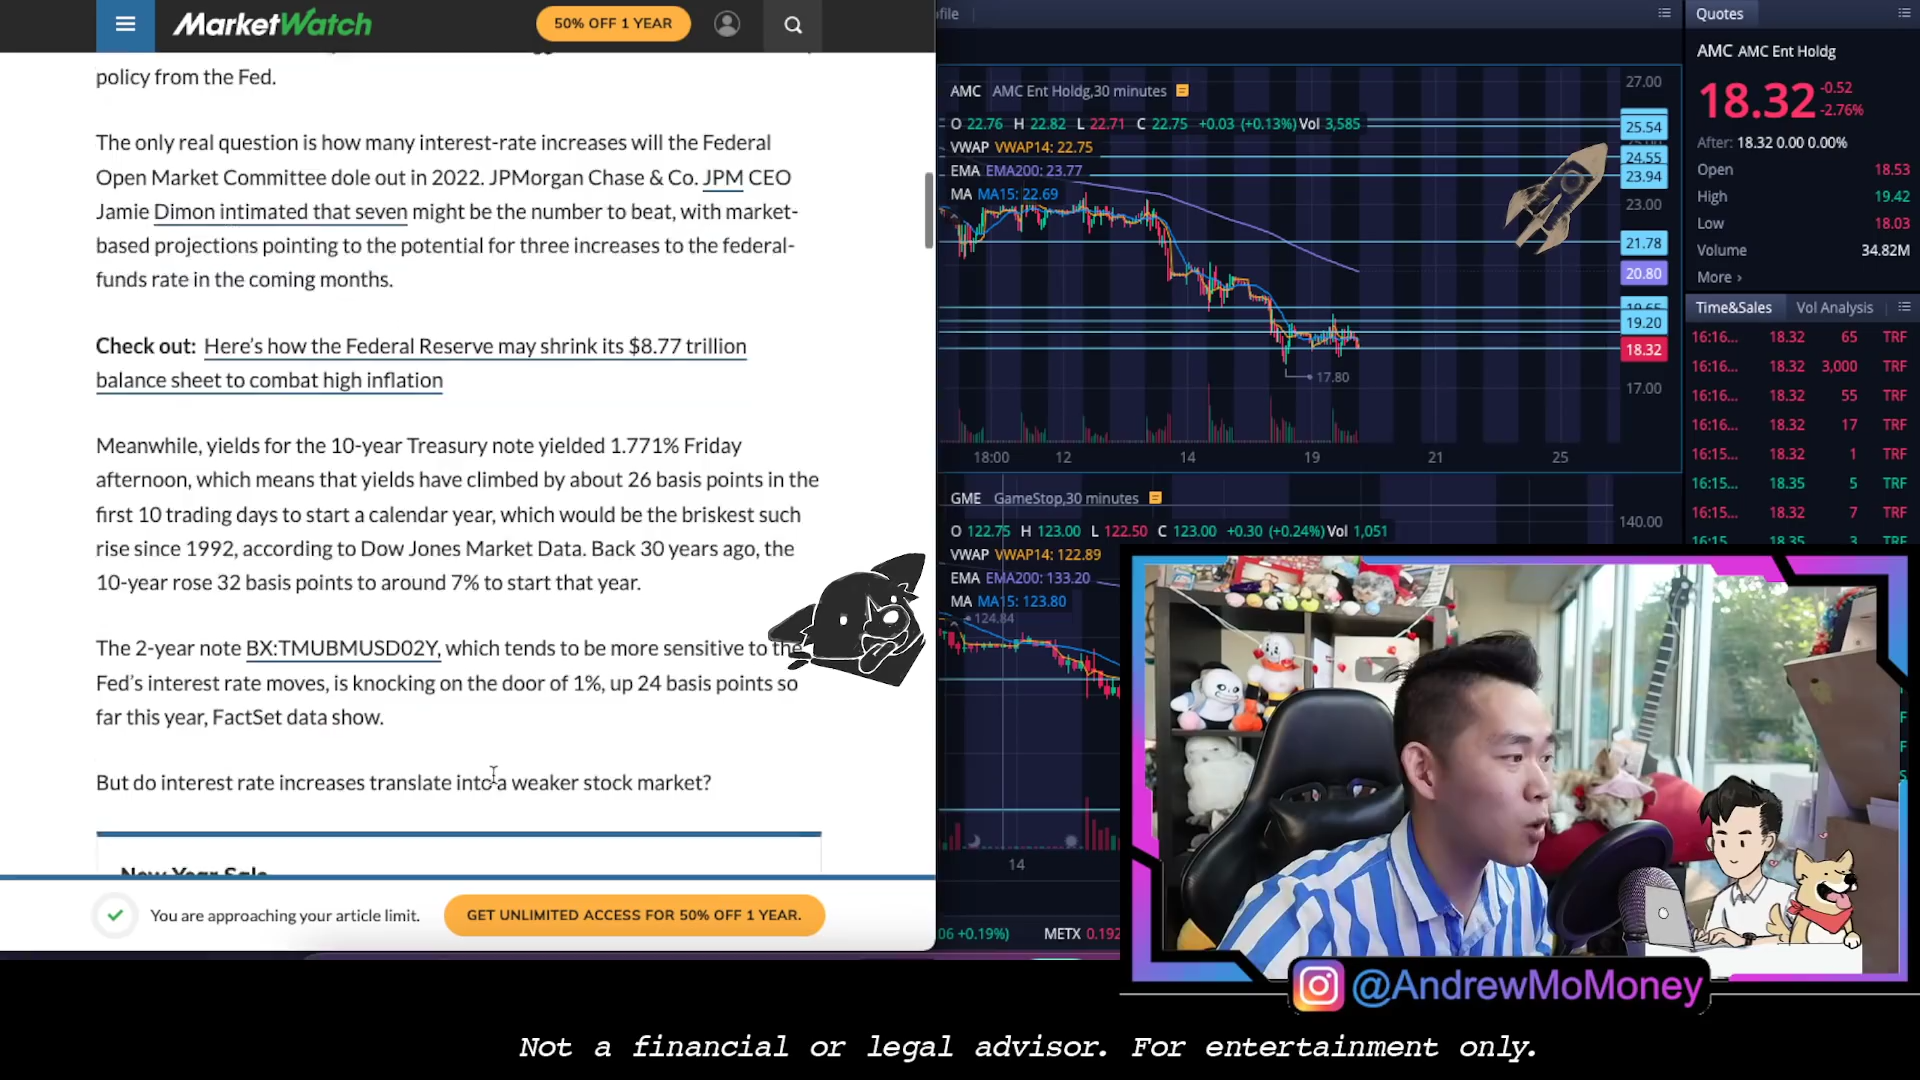 MarketWatch
50% OFF 1 YEAR
policy from the Fed.
The only real question is how many interest-rate increases will the Federal
Open Market Committee dole out in 2022. JPMorgan Chase & Co. JPM CEO
Jamie Dimon intimated that seven might be the number to beat, with market-
based projections pointing to the potential for three increases to the federal-
funds rate in the coming months.
Check out: Here's how the Federal Reserve may shrink its $8.77 trillion
balance sheet to combat high inflation
Meanwhile, yields for the 10-year Treasury note yielded 1.771% Friday
afternoon, which means that yields have climbed by about 26 basis points in the
first 10 trading days to start a calendar year, which would be the briskest such
rise since 1992, according to Dow Jones Market Data. Back 30 years ago, the
10-year rose 32 basis points to around 7% to start that year.
The 2-year note BX:TMUBMUSD02Y, which tends to be more sensitive to the
Fed's interest rate moves, is knocking on the door of 1%, up 24 basis points so
far this year, FactSet data show.
But do interest rate increases translate into a weaker stock market?
New Year Sale
You are approaching your article limit.
GET UNLIMITED ACCESS FOR 50% OFF 1 YEAR.
AMC AMC Ent Holdg,30 minutes
O 22.76 H 22.82 L 22.71 C 22.75 +0.03 (+0.13%) Vol 3,585
VWAP VWAP14: 22.75
EMA EMA200: 23.77
MA MA15: 22.69
27.00
25.54
24.55
23.94
23.00
21.78
20.80
19.65
19.20
18.32
17.00
17.80
18:00 12 14 19 21 25
GME GameStop,30 minutes
O 122.75 H 123.00 L 122.50 C 123.00 +0.30 (+0.24%) Vol 1,051
VWAP VWAP14: 122.89
EMA EMA200: 133.20
MA MA15: 123.80
124.84
140.00
14
06 +0.19%) METX 0.192
Quotes
AMC AMC Ent Holdg
18.32 -0.52
-2.76%
After: 18.32 0.00 0.00%
Open 18.53
High 19.42
Low 18.03
Volume 34.82M
More ›
Time&Sales Vol Analysis
16:16... 18.32 65 TRF
16:16... 18.32 3,000 TRF
16:16... 18.32 55 TRF
16:16... 18.32 17 TRF
16:16... 18.32 1 TRF
16:15... 18.35 5 TRF
16:15... 18.32 7 TRF
16:15... 18.35 3 TRF
@AndrewMoMoney
Not a financial or legal advisor. For entertainment only.